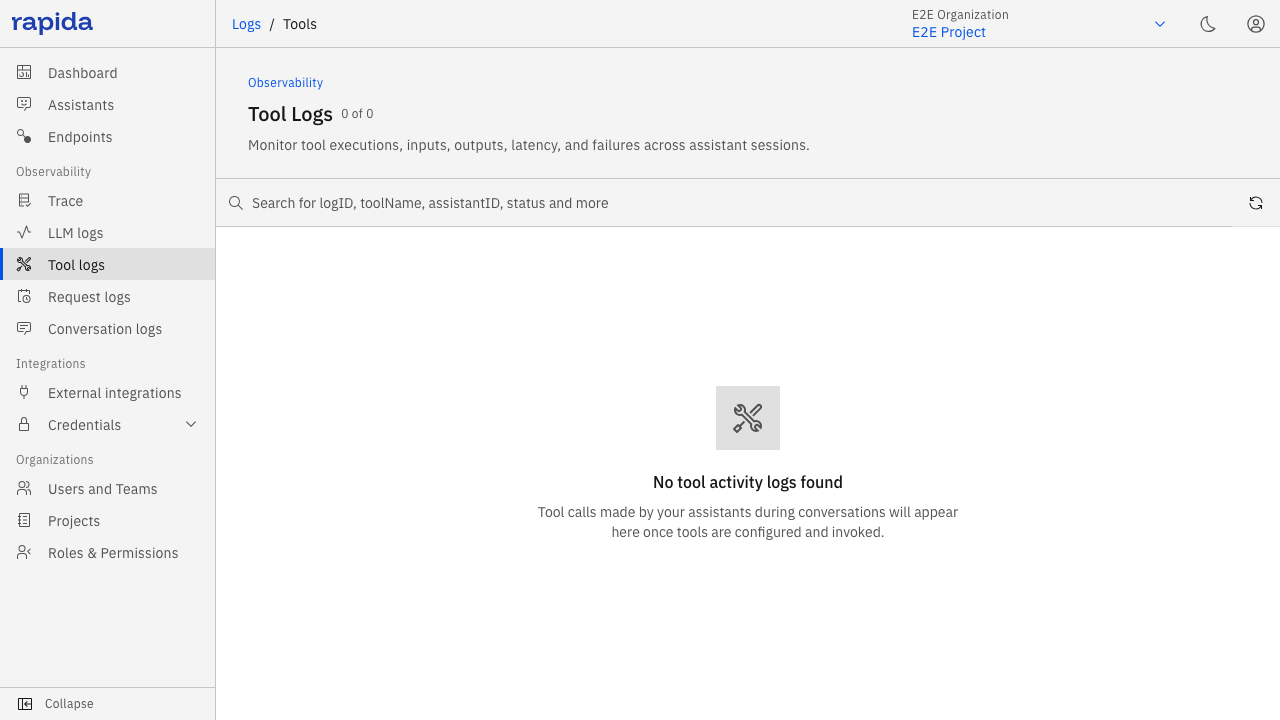 rapida
Logs / Tools
E2E Organization
E2E Project
Dashboard
Assistants
Endpoints
Observability
Trace
LLM logs
Tool logs
Request logs
Conversation logs
Integrations
External integrations
Credentials
Organizations
Users and Teams
Projects
Roles & Permissions
Collapse
Observability
Tool Logs 0 of 0
Monitor tool executions, inputs, outputs, latency, and failures across assistant sessions.
Search for logID, toolName, assistantID, status and more
No tool activity logs found
Tool calls made by your assistants during conversations will appear
here once tools are configured and invoked.